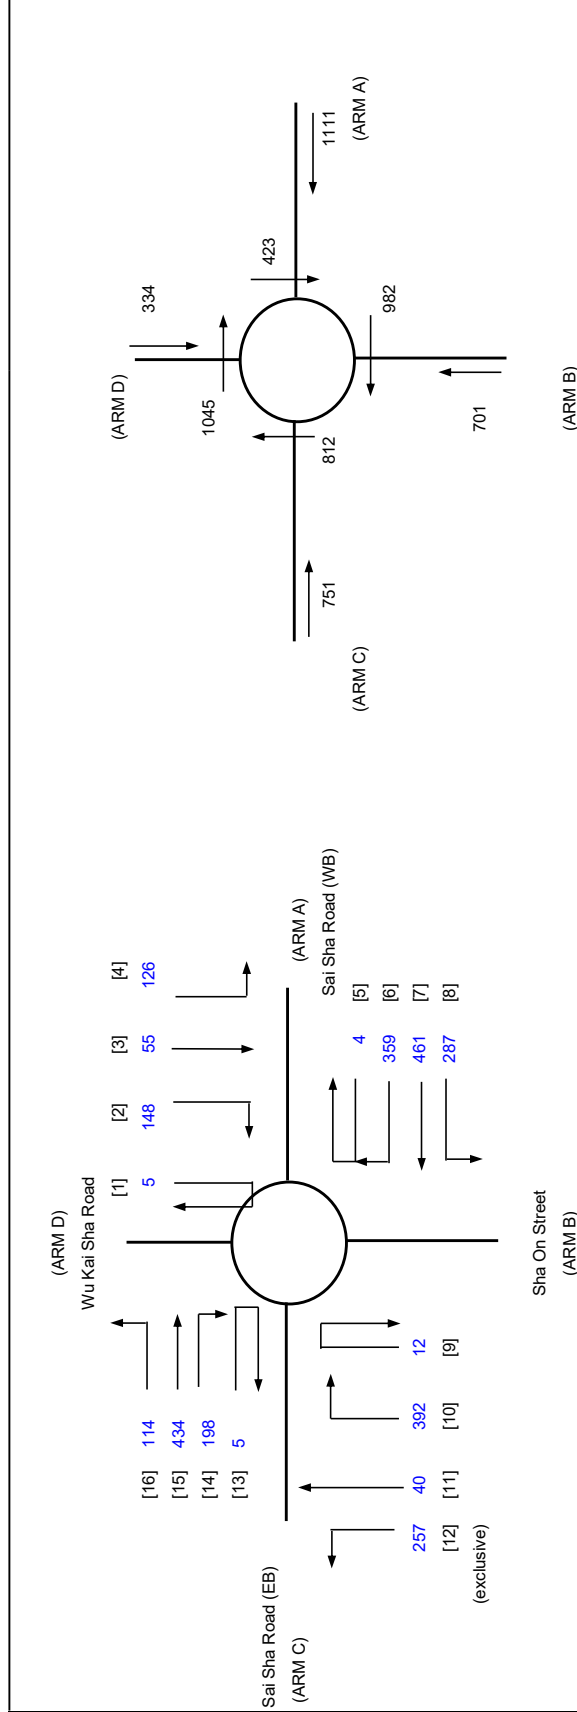 (ARM D)
Wu Kai Sha Road
[1] [2] [3] [4]
5 148 55 126
[16] 114
[15] 434
[14] 198
[13] 5
Sai Sha Road (EB)
(ARM C)
(ARM A)
Sai Sha Road (WB)
4 [5]
359 [6]
461 [7]
287 [8]
257 40 392 12
[12] [11] [10] [9]
(exclusive)
Sha On Street
(ARM B)
(ARM D)
334
1045
423
812
982
751
(ARM C)
701
(ARM B)
1111
(ARM A)